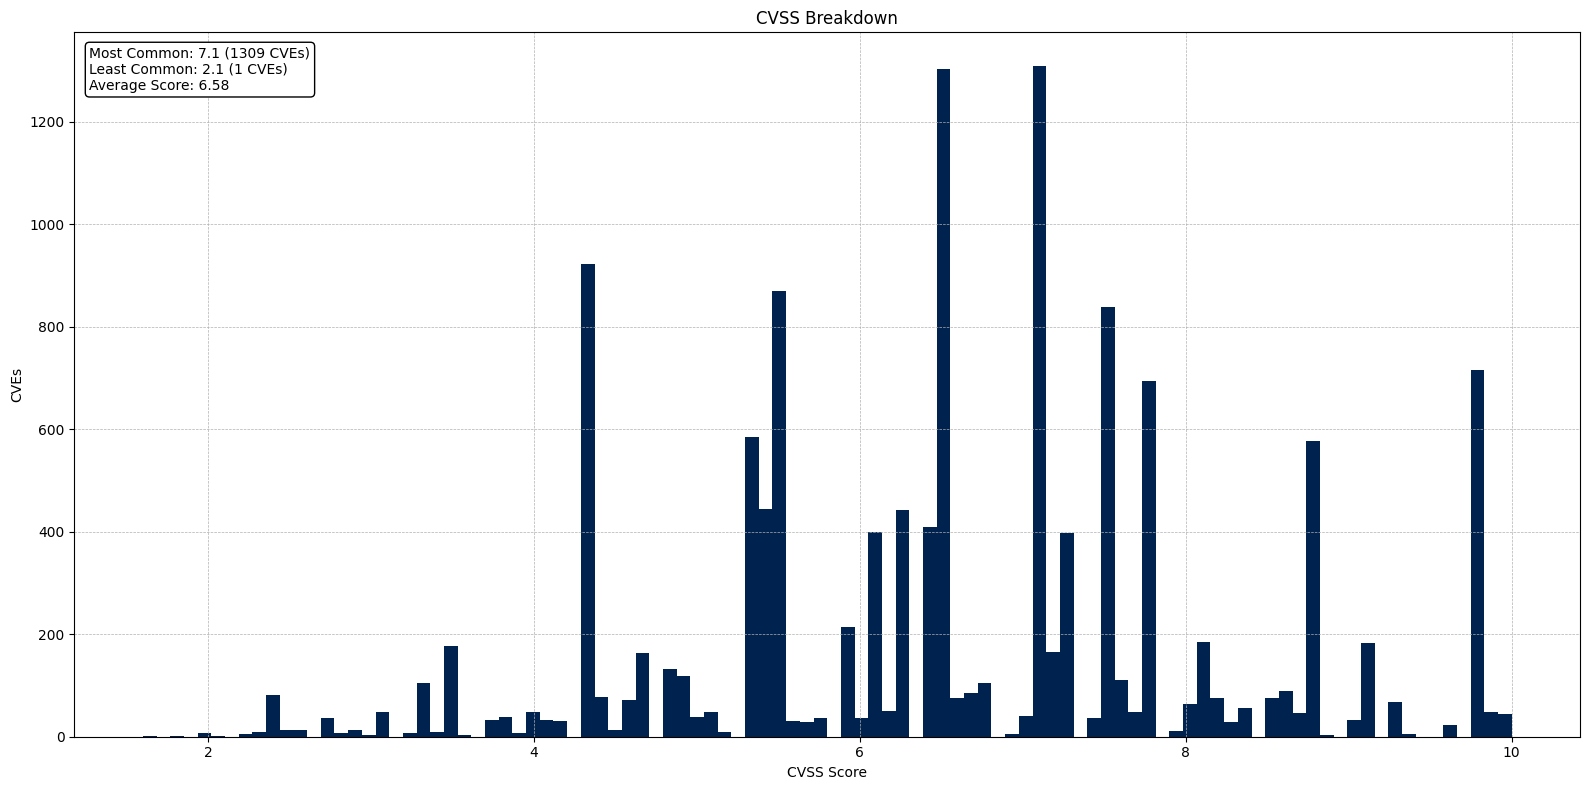 CVSS Breakdown
Most Common: 7.1 (1309 CVEs)
Least Common: 2.1 (1 CVEs)
Average Score: 6.58
CVEs
1200
1000
800
600
400
200
0
2
4
6
8
10
CVSS Score